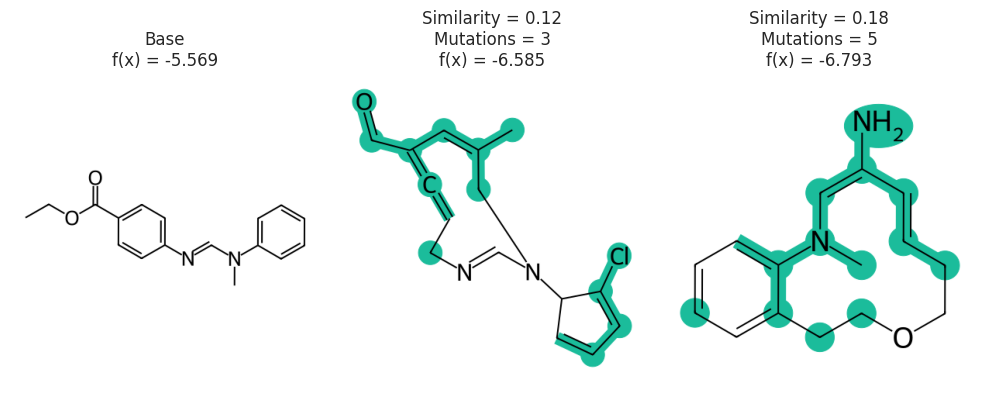 Base
f(x) = -5.569
O
O
N
N
Similarity = 0.12
Mutations = 3
f(x) = -6.585
O
C
N
N
Cl
Similarity = 0.18
Mutations = 5
f(x) = -6.793
NH2
N
O